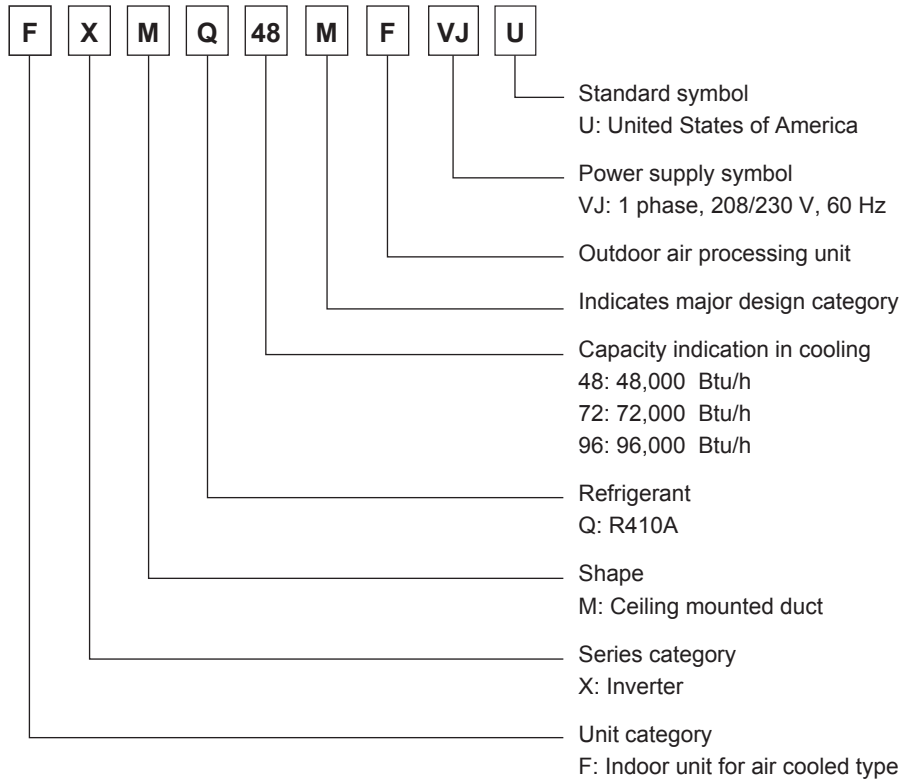 F X M Q 48 M F VJ U
Standard symbol
U: United States of America
Power supply symbol
VJ: 1 phase, 208/230 V, 60 Hz
Outdoor air processing unit
Indicates major design category
Capacity indication in cooling
48: 48,000 Btu/h
72: 72,000 Btu/h
96: 96,000 Btu/h
Refrigerant
Q: R410A
Shape
M: Ceiling mounted duct
Series category
X: Inverter
Unit category
F: Indoor unit for air cooled type